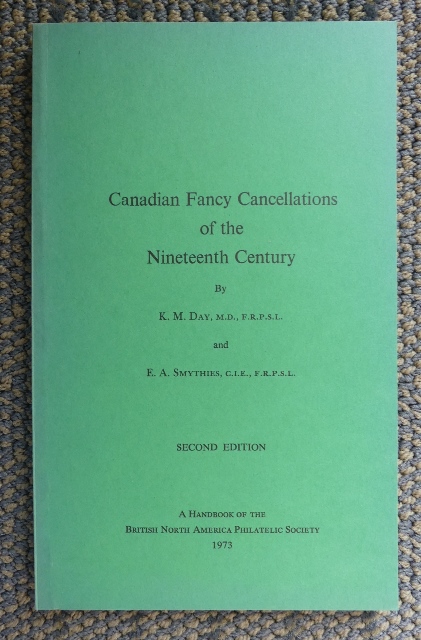 Canadian Fancy Cancellations
of the
Nineteenth Century
By
K. M. Day, M.D., F.R.P.S.L.
and
E. A. Smythies, C.I.E., F.R.P.S.L.
SECOND EDITION
A Handbook of the
British North America Philatelic Society
1973